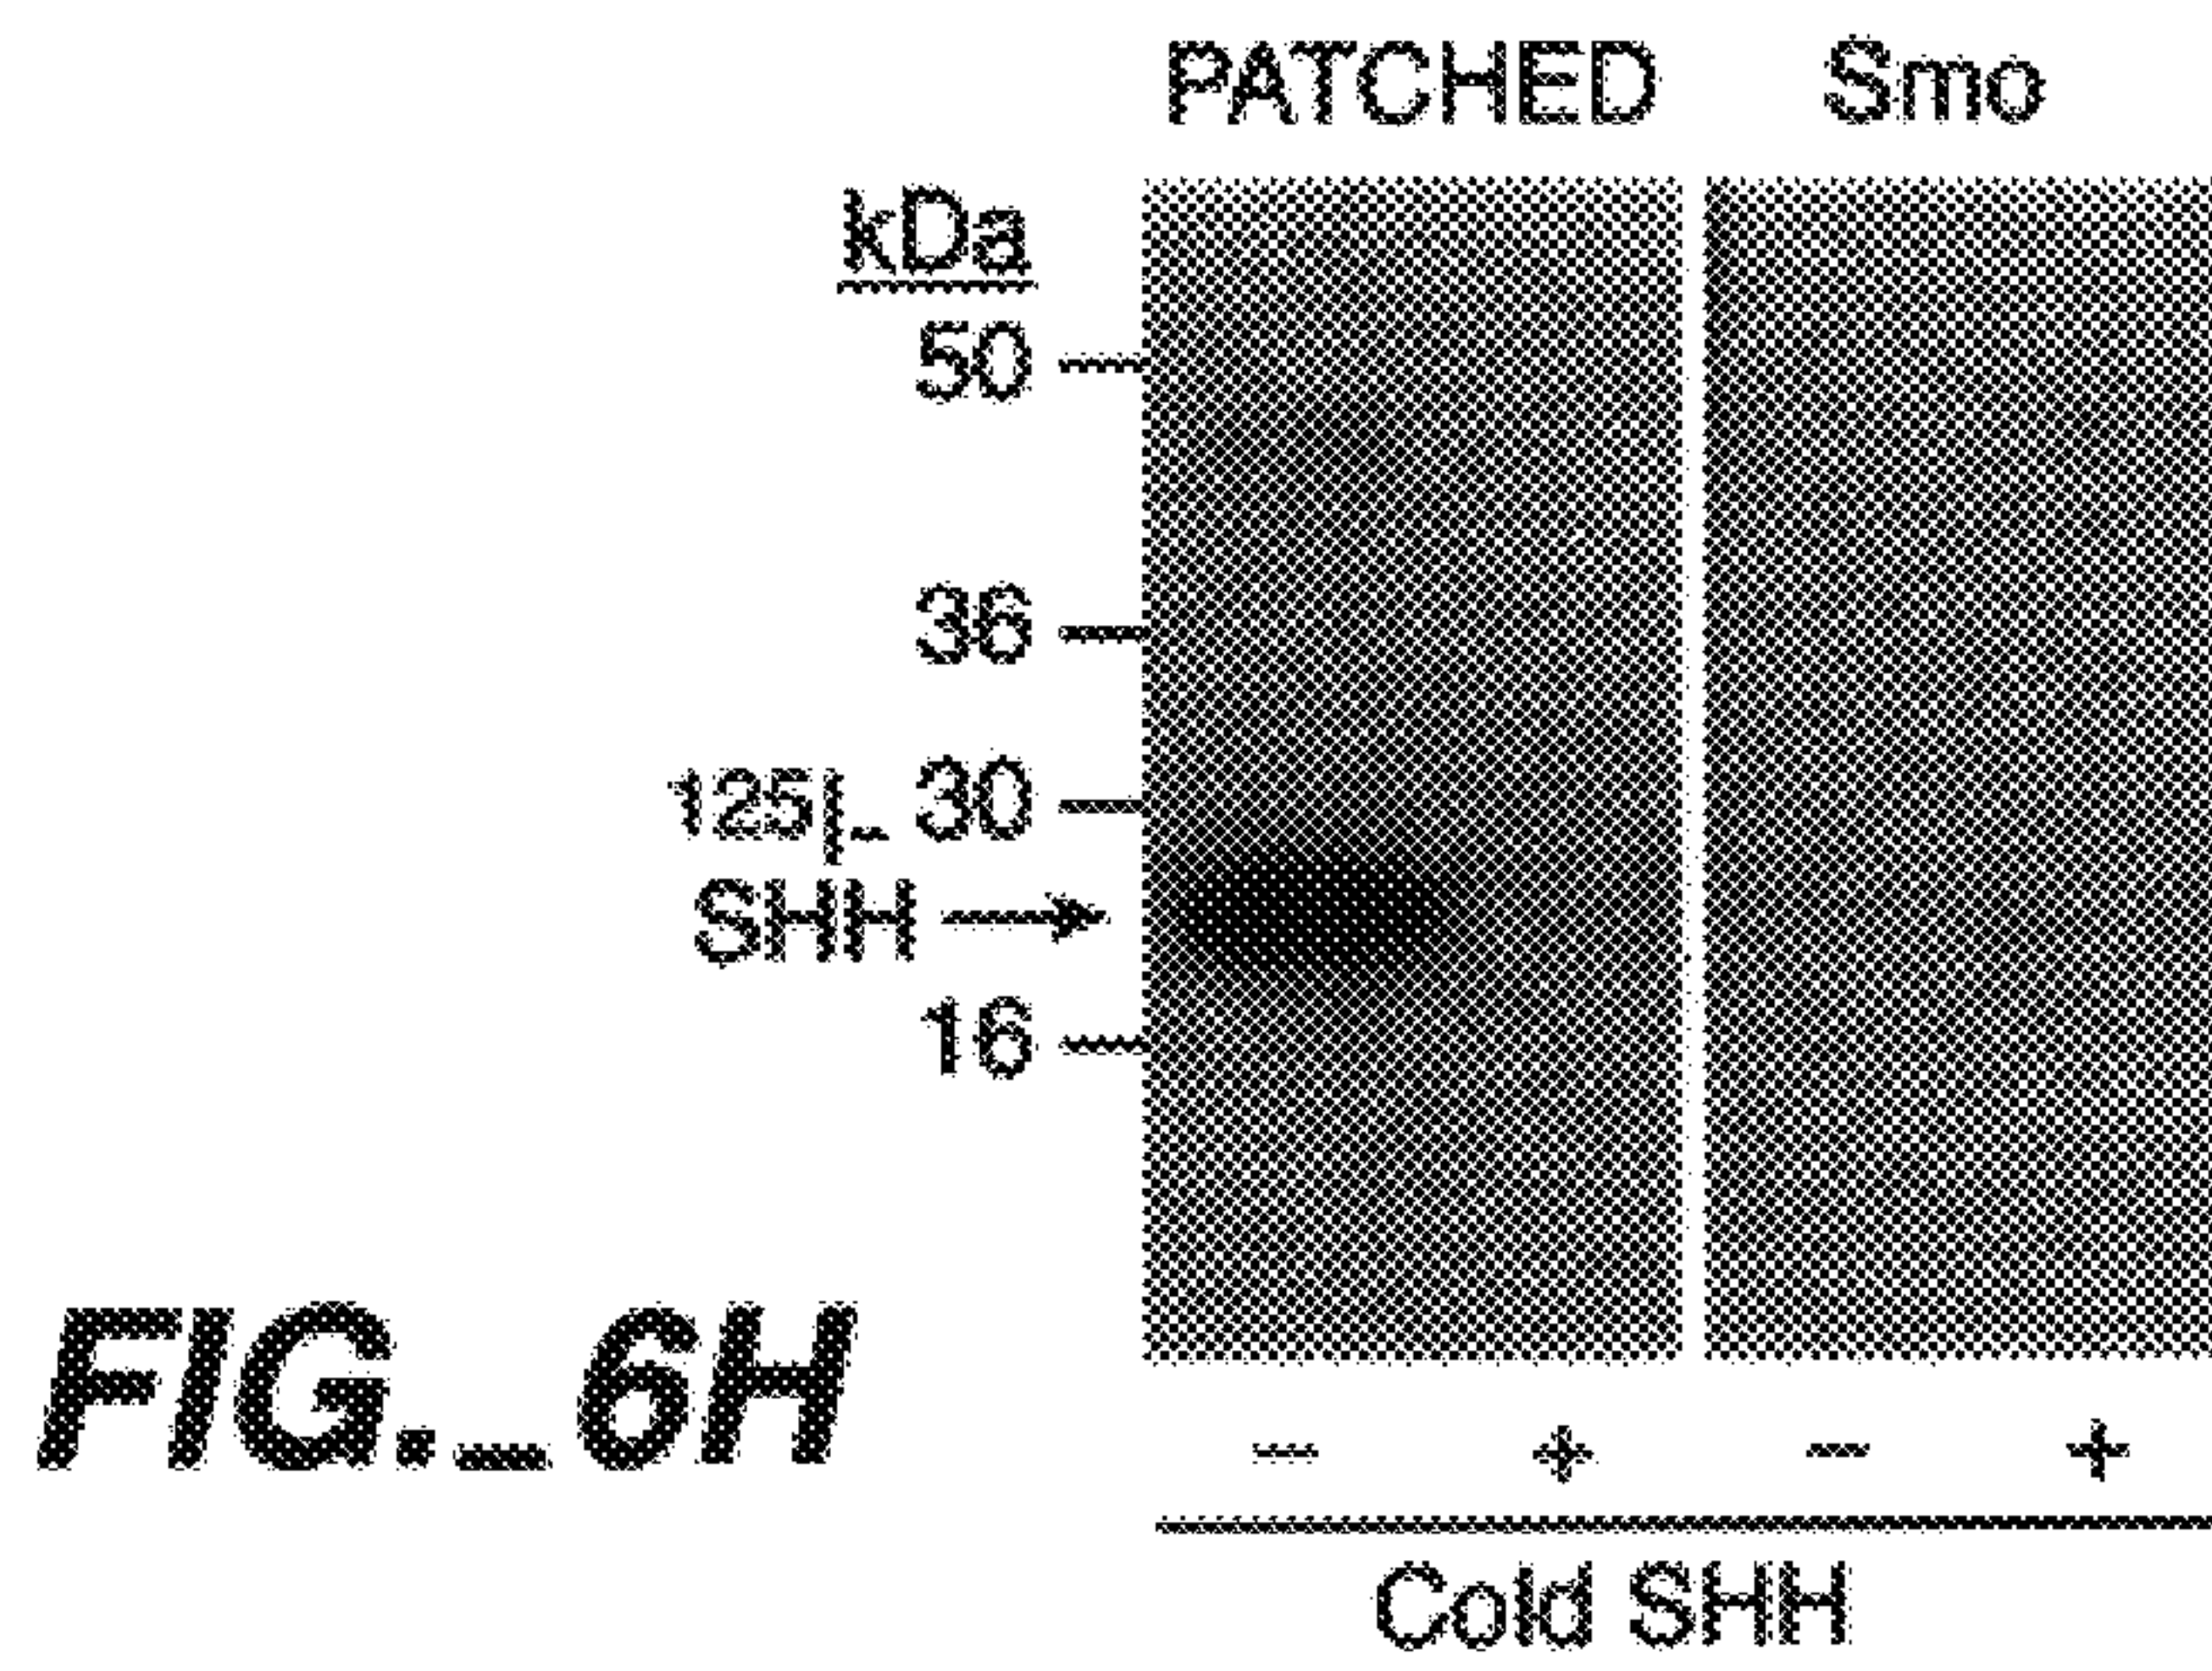 PATCHED Smo
kDa
50
36
125I- 30
SHH
16
FIG._6H
- + - +
Cold SHH